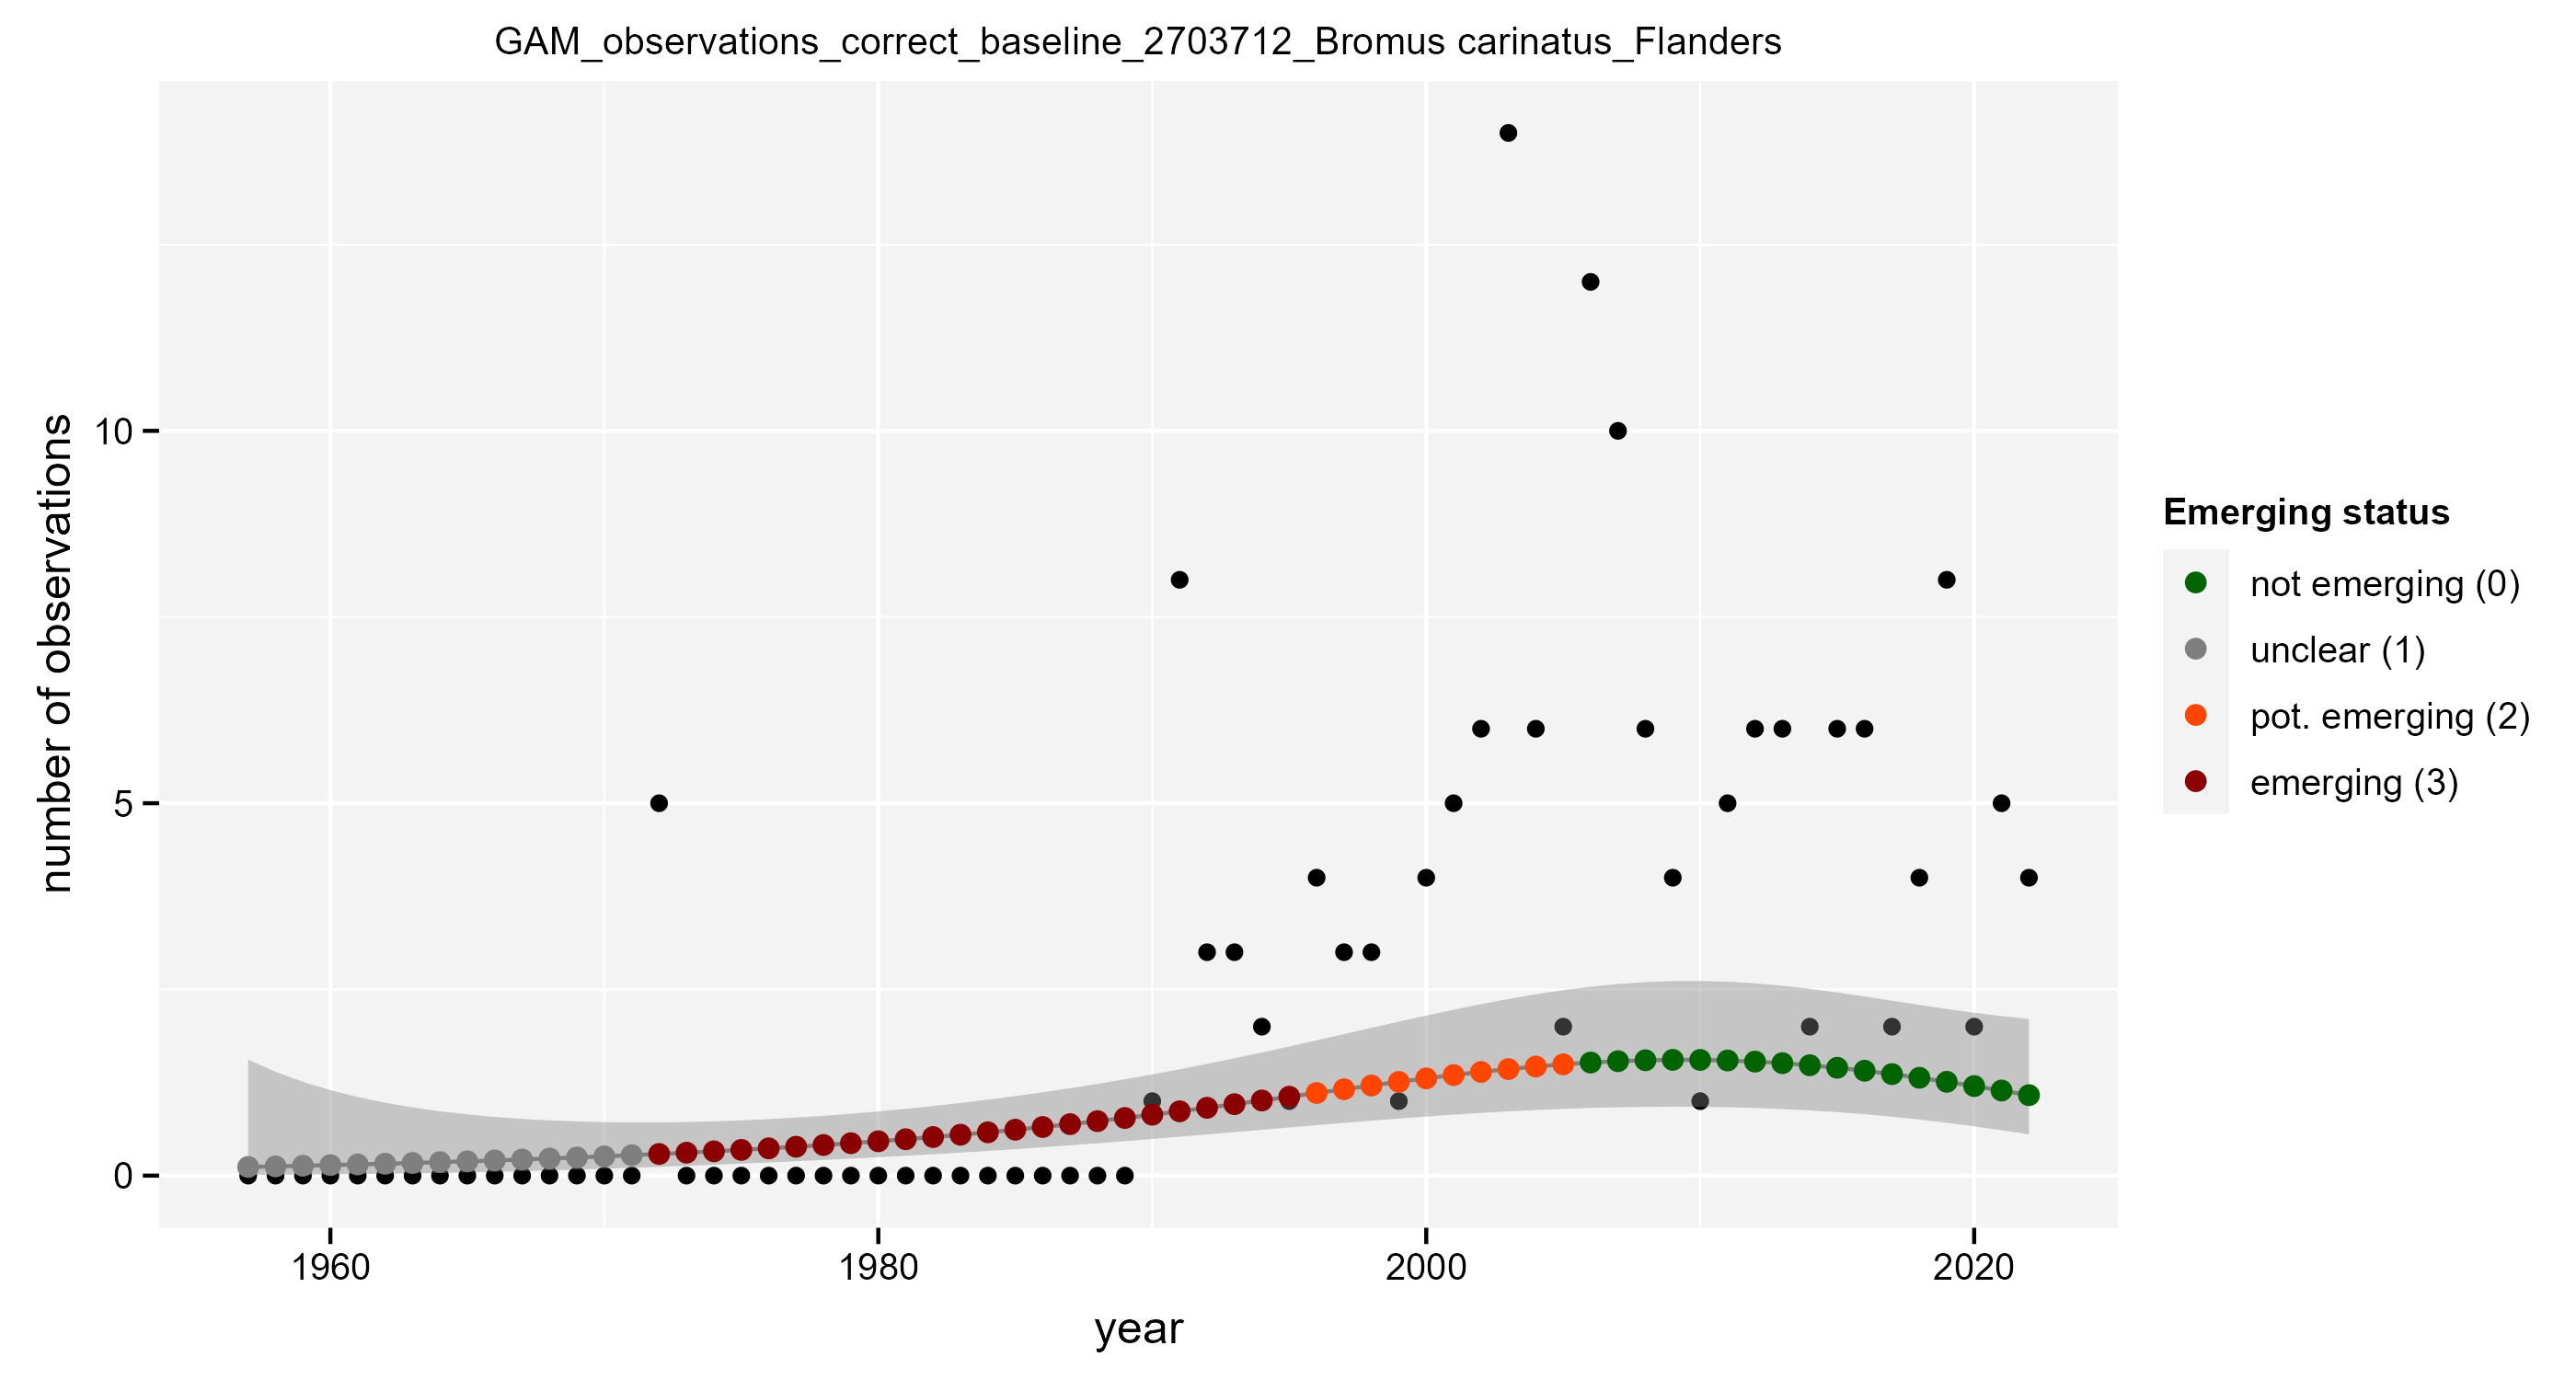 GAM_observations_correct_baseline_2703712_Bromus carinatus_Flanders
number of observations
10
5
0
1960
1980
2000
2020
year
Emerging status
not emerging (0)
unclear (1)
pot. emerging (2)
emerging (3)